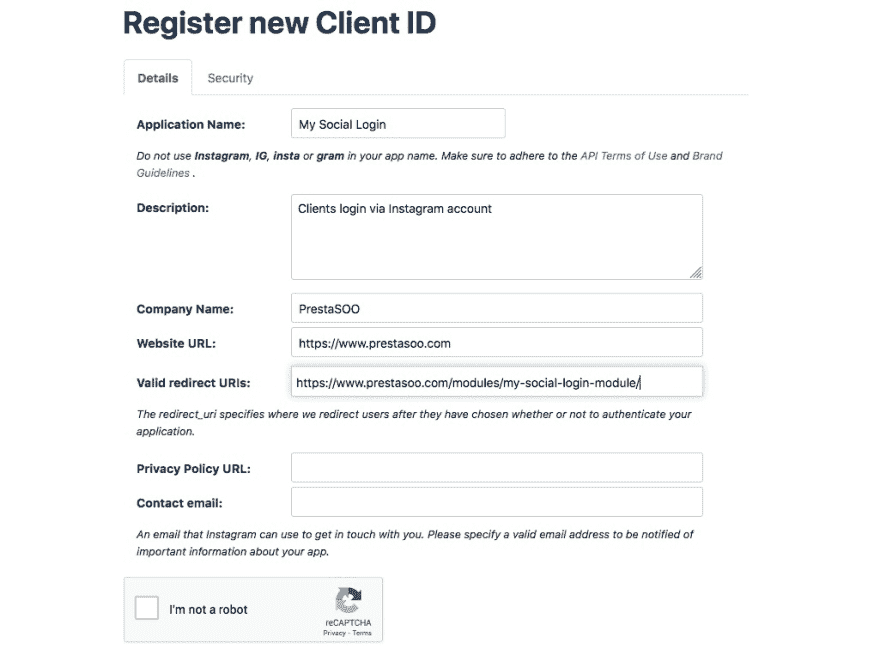 Register new Client ID
Details Security
Application Name: My Social Login
Do not use Instagram, IG, insta or gram in your app name. Make sure to adhere to the API Terms of Use and Brand
Guidelines .
Description: Clients login via Instagram account
Company Name: PrestaSOO
Website URL: https://www.prestasoo.com
Valid redirect URIs: https://www.prestasoo.com/modules/my-social-login-module/
The redirect_uri specifies where we redirect users after they have chosen whether or not to authenticate your
application.
Privacy Policy URL:
Contact email:
An email that Instagram can use to get in touch with you. Please specify a valid email address to be notified of
important information about your app.
I'm not a robot
reCAPTCHA
Privacy - Terms